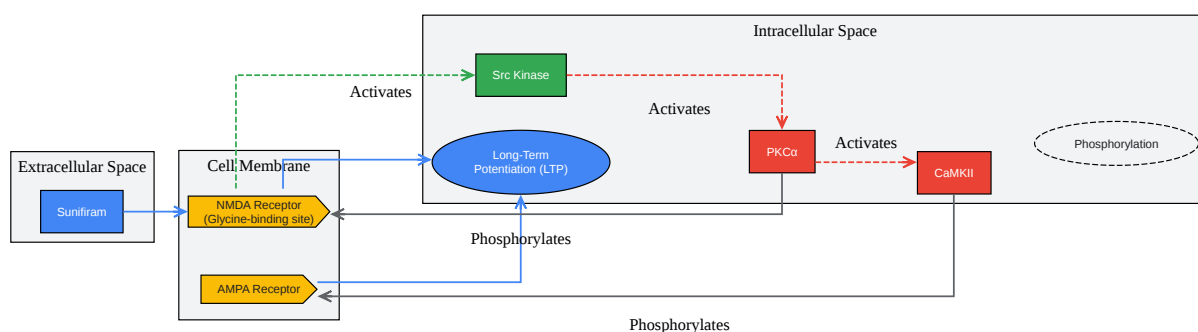 Intracellular Space
Src Kinase
Activates
Activates
Long-Term
Potentiation (LTP)
PKCα
Activates
Phosphorylation
CaMKII
Extracellular Space
Cell Membrane
Sunifiram
NMDA Receptor
(Glycine-binding site)
Phosphorylates
AMPA Receptor
Phosphorylates